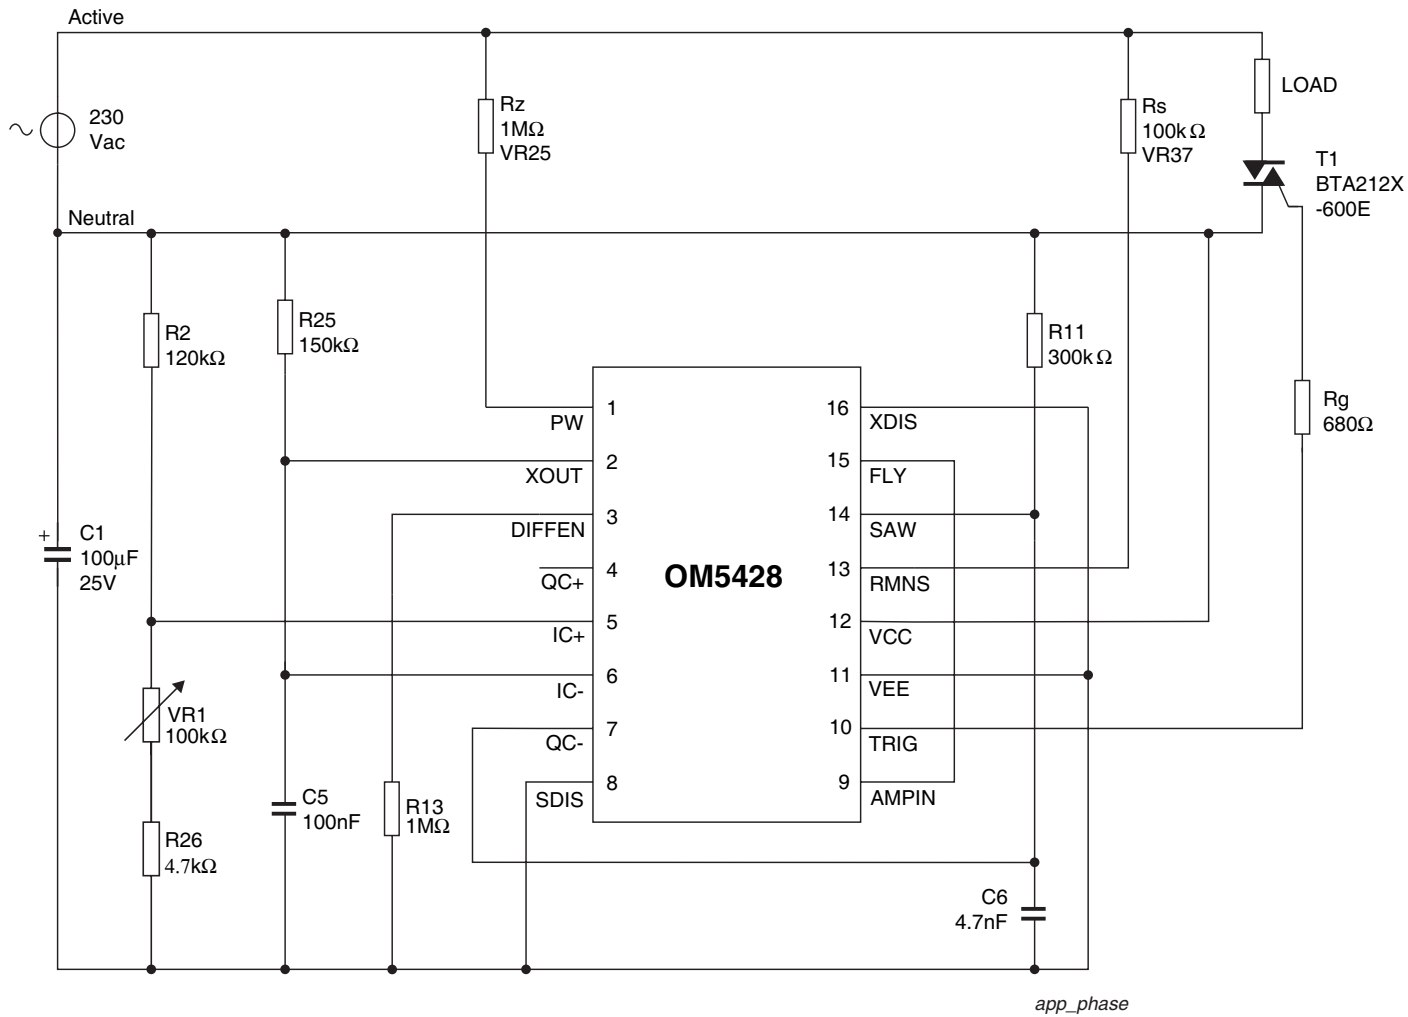 Active
230
Vac
Rz
1MΩ
VR25
Rs
100kΩ
VR37
LOAD
T1
BTA212X
-600E
Neutral
R2
120kΩ
R25
150kΩ
R11
300kΩ
Rg
680Ω
1
PW
2
XOUT
3
DIFFEN
4
QC+
5
IC+
6
IC-
7
QC-
8
SDIS
OM5428
16
XDIS
15
FLY
14
SAW
13
RMNS
12
VCC
11
VEE
10
TRIG
9
AMPIN
+
C1
100µF
25V
VR1
100kΩ
R26
4.7kΩ
C5
100nF
R13
1MΩ
C6
4.7nF
app_phase